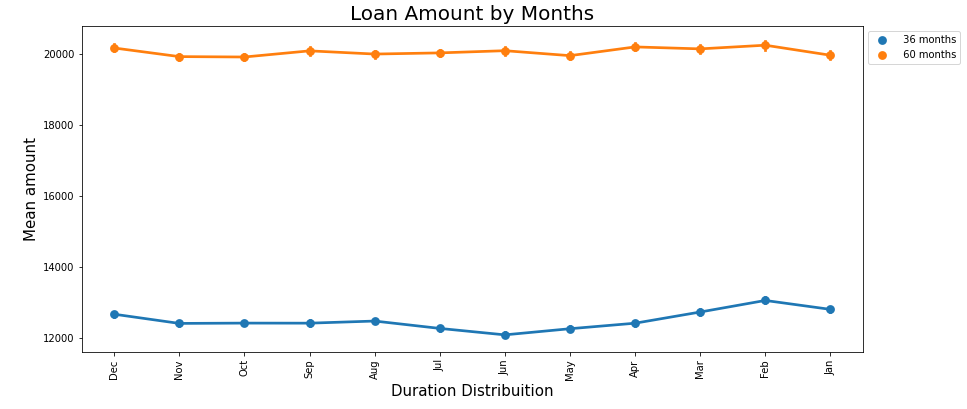 Loan Amount by Months
36 months
60 months
Mean amount
20000
18000
16000
14000
12000
Dec Nov Oct Sep Aug Jul Jun May Apr Mar Feb Jan
Duration Distribuition